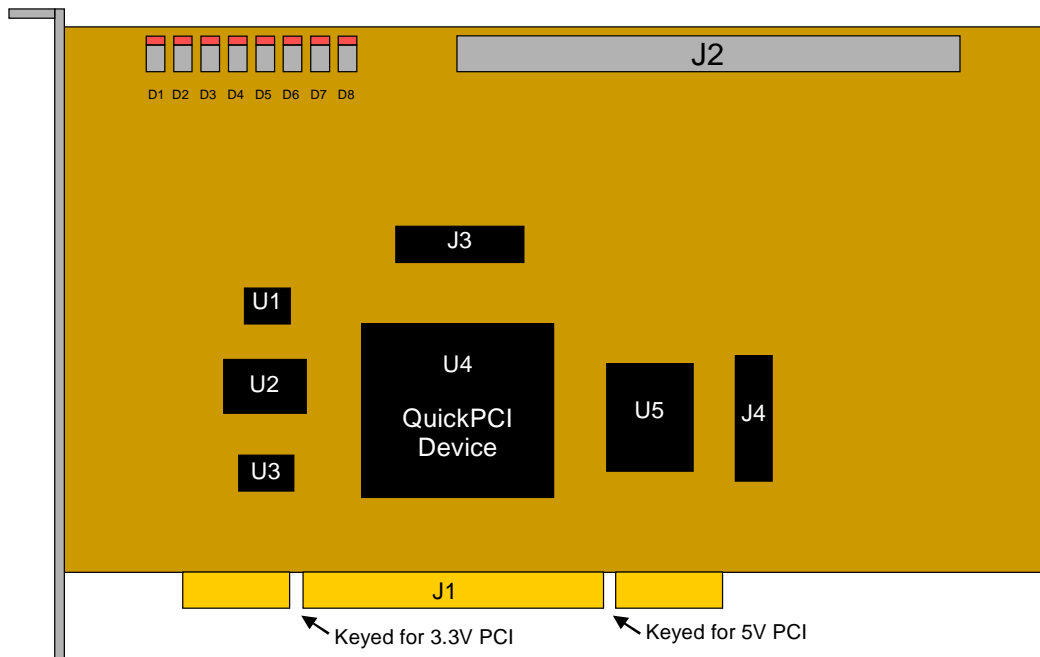 J2
D1 D2 D3 D4 D5 D6 D7 D8
J3
U1
U4
U2
QuickPCI
Device
U5
J4
U3
J1
Keyed for 3.3V PCI
Keyed for 5V PCI